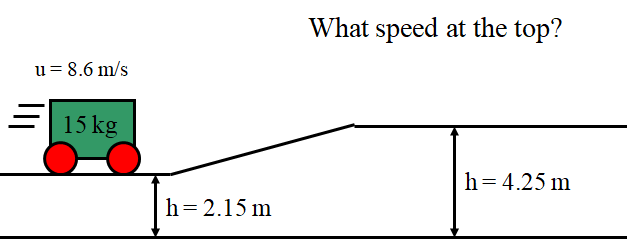 What speed at the top?
u = 8.6 m/s
15 kg
h = 4.25 m
h = 2.15 m